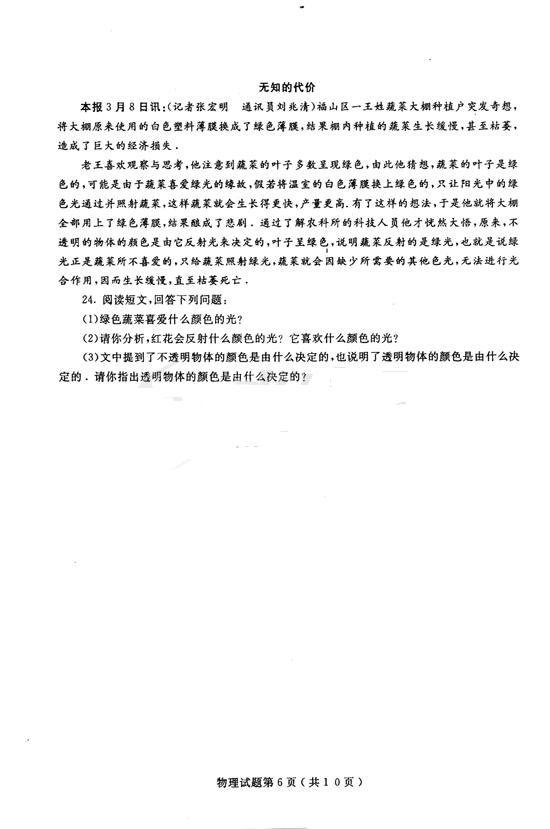 无知的代价
本报3月8日讯:(记者张宏明 通讯员刘兆清)福山区一王姓蔬菜大棚种植户突发奇想,
将大棚原来使用的白色塑料薄膜换成了绿色薄膜,结果棚内种植的蔬菜生长缓慢,甚至枯萎,
造成了巨大的经济损失.
老王喜欢观察与思考,他注意到蔬菜的叶子多数呈现绿色,由此他猜想,蔬菜的叶子是绿
色的,可能是由于蔬菜喜爱绿光的缘故,假若将温室的白色薄膜换上绿色的,只让阳光中的绿
色光通过并照射蔬菜,这样蔬菜就会生长得更快,产量更高.有了这样的想法,于是他就将大棚
全部用上了绿色薄膜,结果酿成了悲剧.通过了解农科所的科技人员他才恍然大悟,原来,不
透明的物体的颜色是由它反射光来决定的,叶子呈绿色,说明蔬菜反射的是绿光,也就是说绿
光正是蔬菜所不喜爱的,只给蔬菜照射绿光,蔬菜就会因缺少所需要的其他色光,无法进行光
合作用,因而生长缓慢,直至枯萎死亡.
24.阅读短文,回答下列问题:
(1)绿色蔬菜喜爱什么颜色的光?
(2)请你分析,红花会反射什么颜色的光?它喜欢什么颜色的光?
(3)文中提到了不透明物体的颜色是由什么决定的,也说明了透明物体的颜色是由什么决
定的.请你指出透明物体的颜色是由什么决定的?
物理试题第6页(共10页)